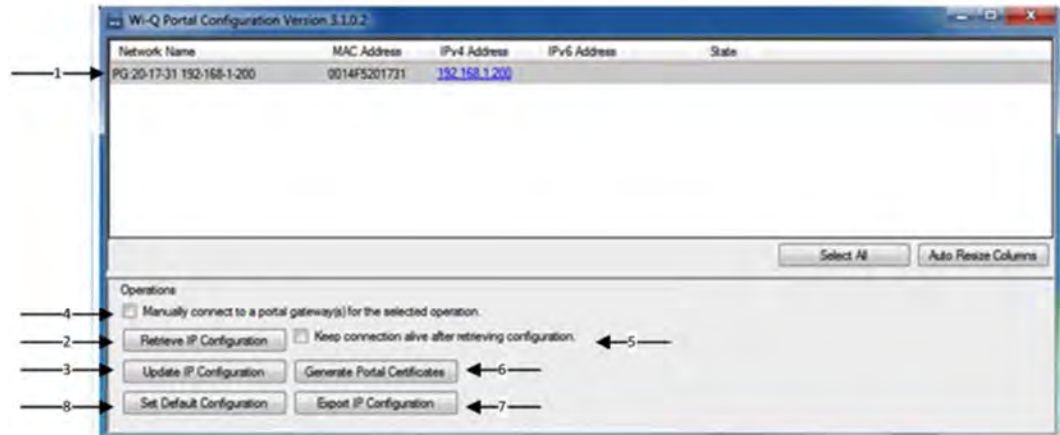 Wi-Q Portal Configuration Version 3.1.0.2
Network Name MAC Address IPv4 Address IPv6 Address State
1 PG 20-17-31 192-168-1-200 0014F5201731 192.168.1.200
Select All Auto Resize Columns
Operations
4 Manually connect to a portal gateway(s) for the selected operation.
2 Retrieve IP Configuration Keep connection alive after retrieving configuration. 5
3 Update IP Configuration Generate Portal Certificates 6
8 Set Default Configuration Export IP Configuration 7